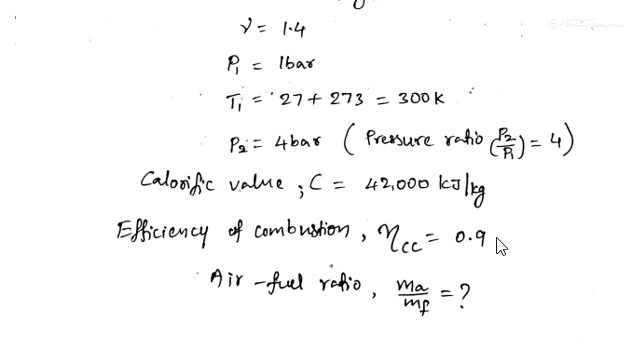 γ = 1.4
P₁ = 1bar
T₁ = 27 + 273 = 300 K
P₂ = 4bar ( Pressure ratio (P₂/P₁) = 4 )
Calorific value, C = 42,000 kJ/kg
Efficiency of combustion, ηcc = 0.9
Air-fuel ratio, ma/mf = ?